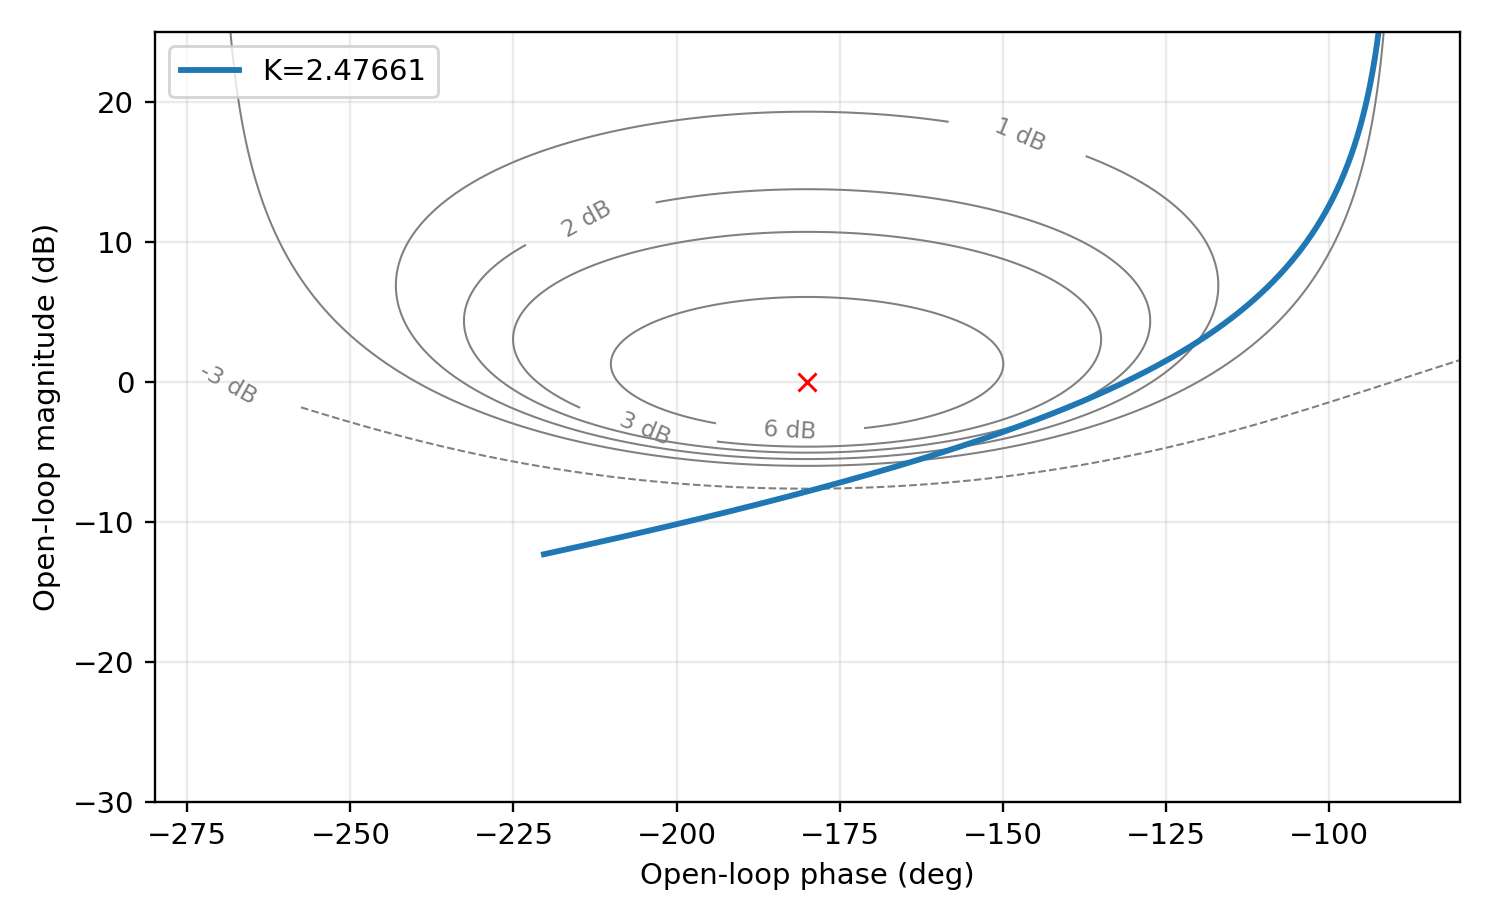 K=2.47661
1 dB
2 dB
3 dB
6 dB
-3 dB
20
10
0
−10
−20
−30
Open-loop magnitude (dB)
−275
−250
−225
−200
−175
−150
−125
−100
Open-loop phase (deg)